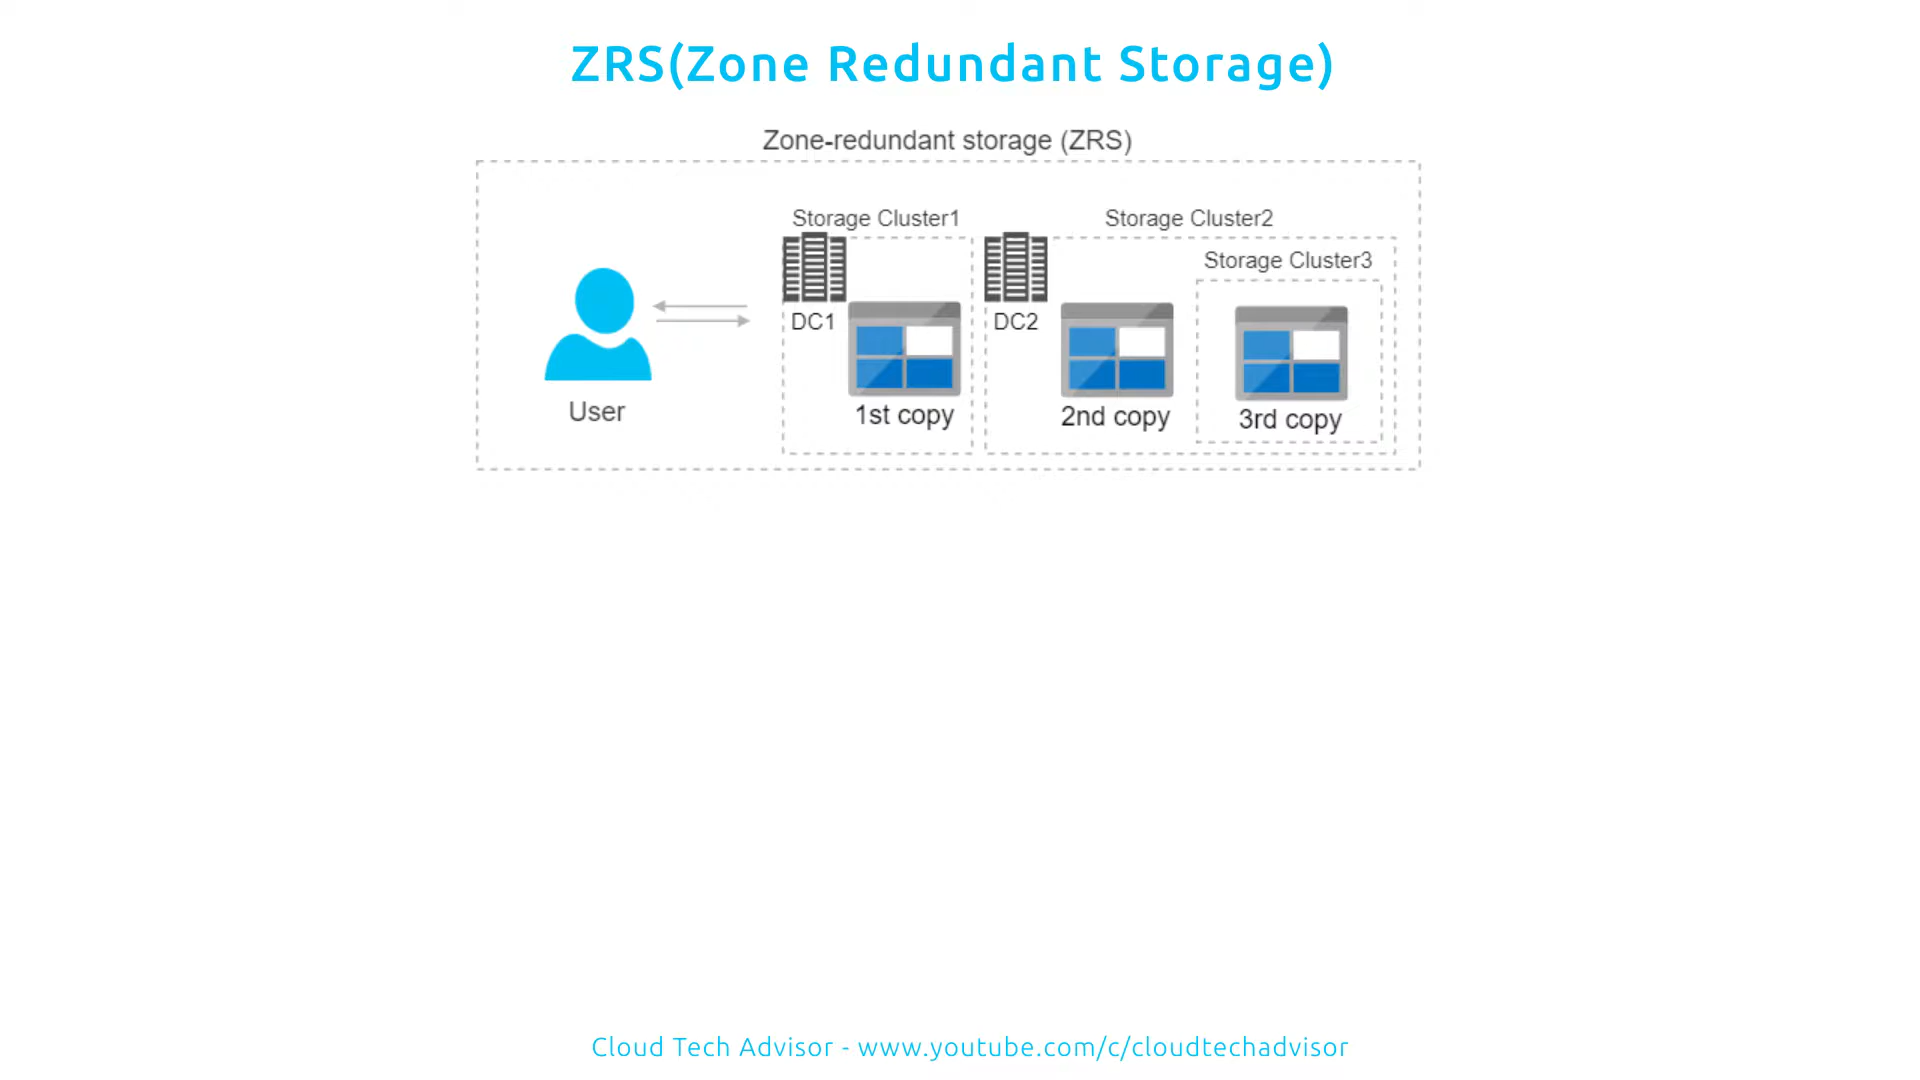 ZRS(Zone Redundant Storage)
Zone-redundant storage (ZRS)
Storage Cluster1
Storage Cluster2
Storage Cluster3
DC1
DC2
User
1st copy
2nd copy
3rd copy
Cloud Tech Advisor - www.youtube.com/c/cloudtechadvisor